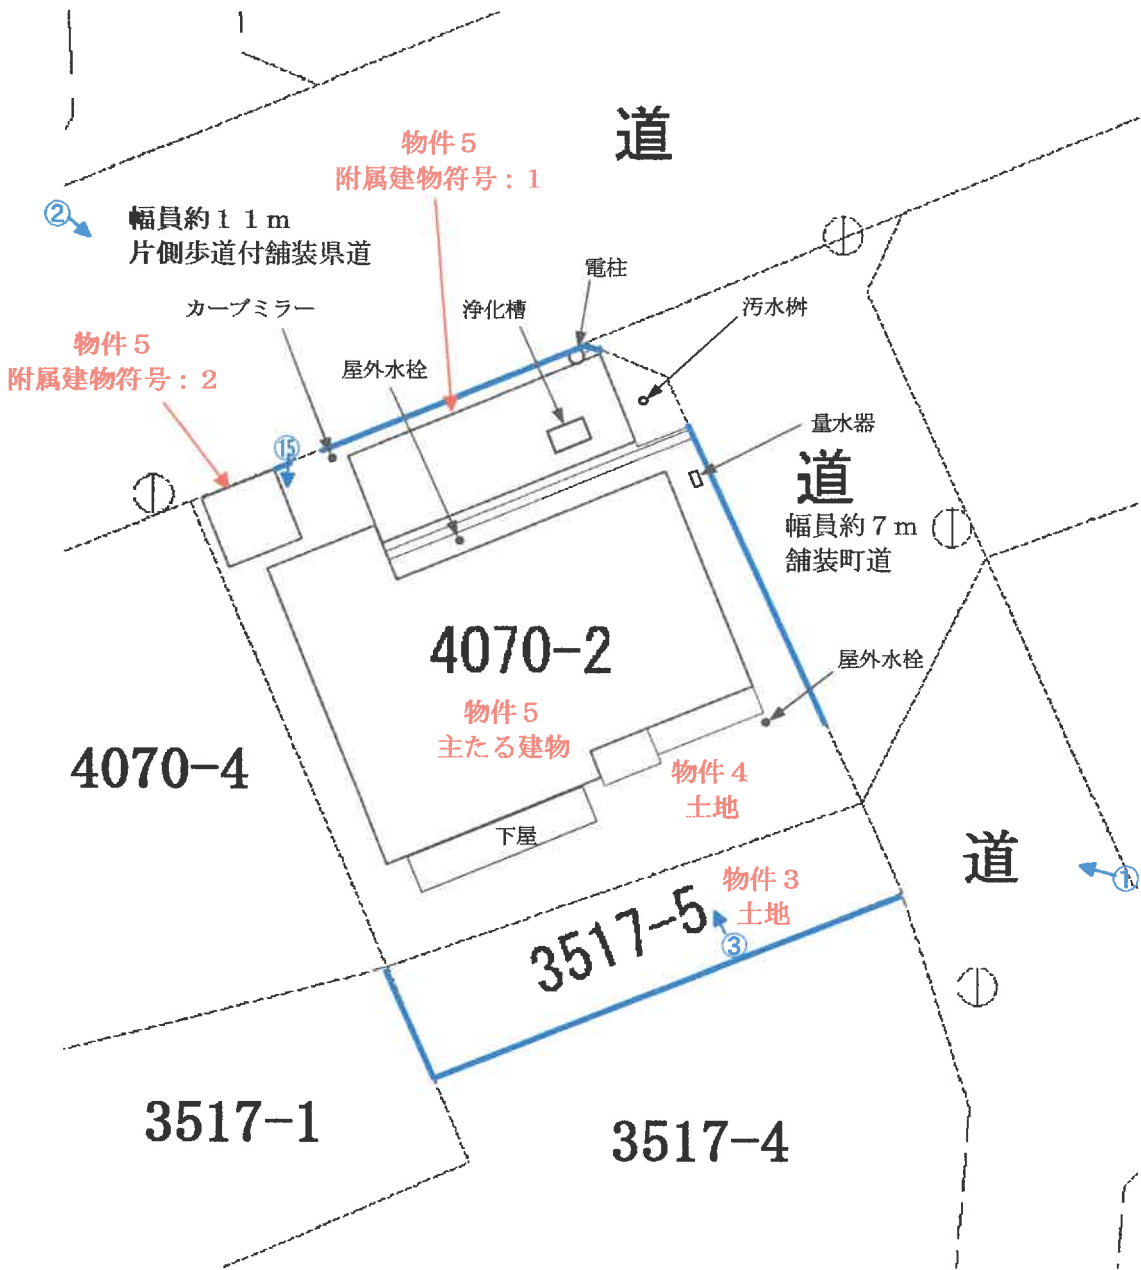 道
物件５
附属建物符号：１
②
幅員約１１ｍ
片側歩道付舗装県道
電柱
カーブミラー
浄化槽
汚水桝
物件５
附属建物符号：２
屋外水栓
⑮
量水器
道
幅員約７ｍ
舗装町道
4070-2
屋外水栓
物件５
主たる建物
4070-4
物件４
土地
下屋
道
①
物件３
土地
3517-5
③
3517-1
3517-4